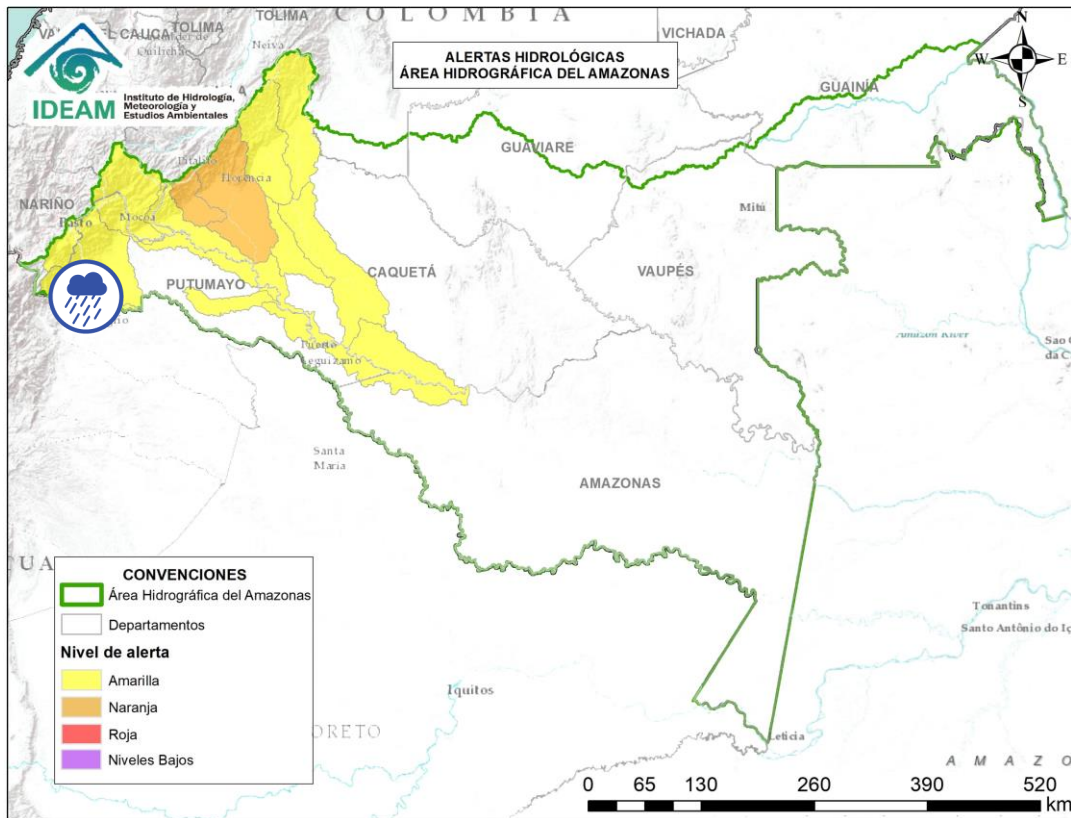 COLOMBIA
TOLIMA
TOLIMA
Neiva
VICHADA
IDEAM
Instituto de Hidrología,
Meteorología y
Estudios Ambientales
ALERTAS HIDROLÓGICAS
ÁREA HIDROGRÁFICA DEL AMAZONAS
N
W
E
S
GUAINÍA
GUAVIARE
Florencia
NARIÑO
Pasto
Mocoa
Mitú
CAQUETÁ
VAUPÉS
PUTUMAYO
Amazon River
Puerto
Leguizamo
Santa
Maria
AMAZONAS
CONVENCIONES
Área Hidrográfica del Amazonas
Departamentos
Nivel de alerta
Amarilla
Naranja
Roja
Niveles Bajos
Tonantins
Santo Antônio do Iç
Iquitos
ORETO
Leticia
AMAZO
0 65 130 260 390 520
km